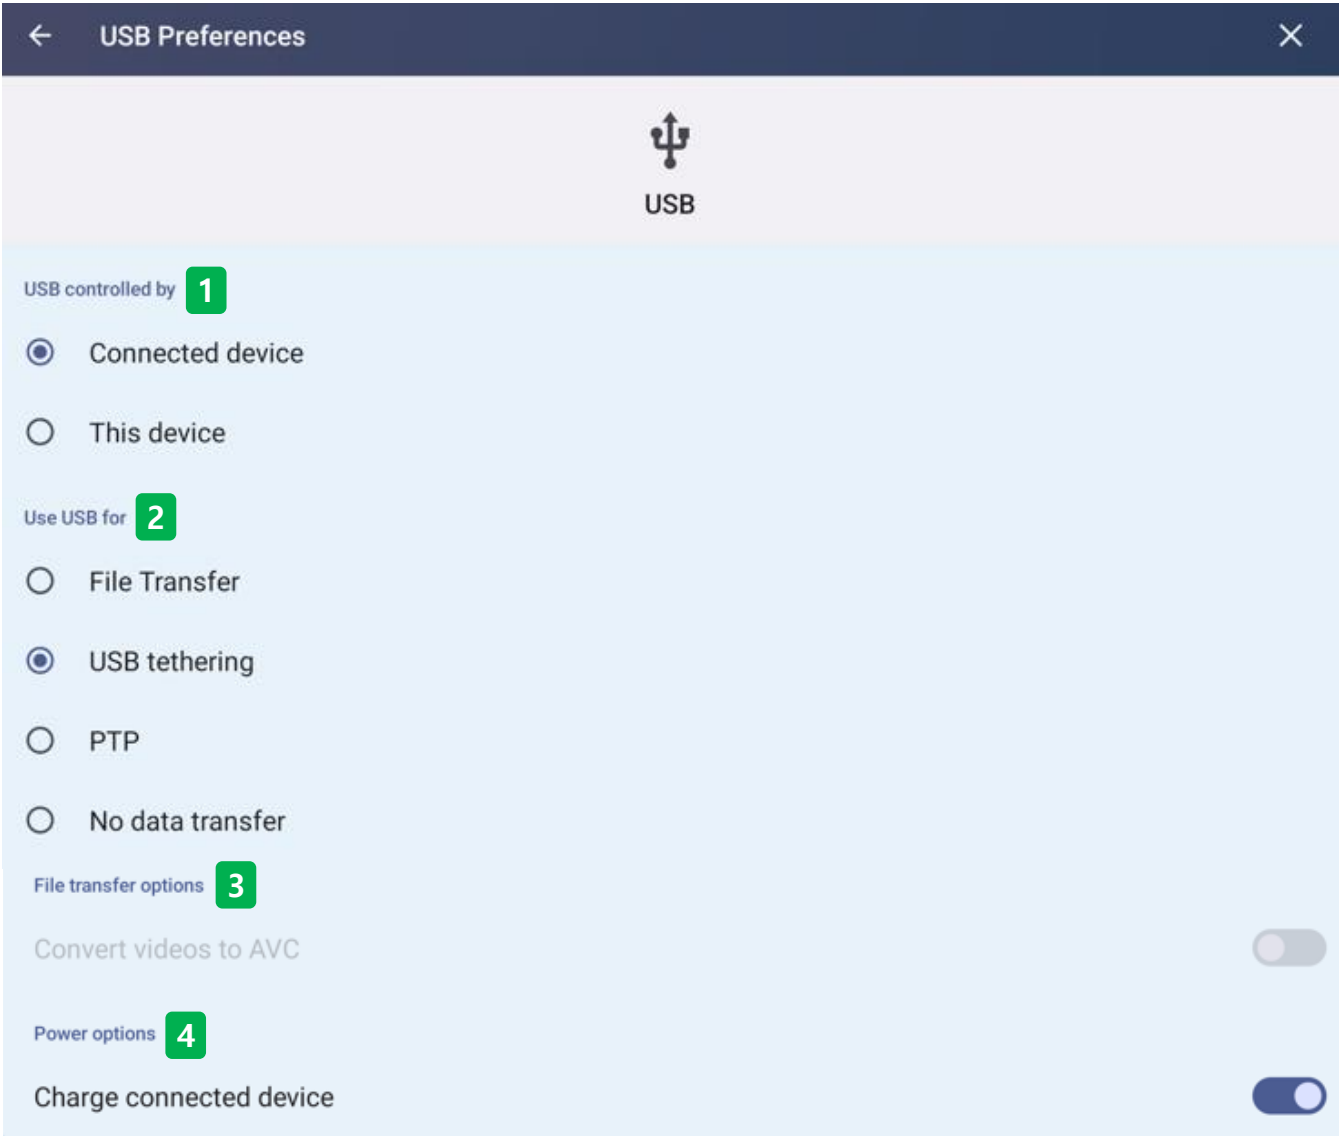 USB Preferences
USB
USB controlled by 1
Connected device
This device
Use USB for 2
File Transfer
USB tethering
PTP
No data transfer
File transfer options 3
Convert videos to AVC
Power options 4
Charge connected device